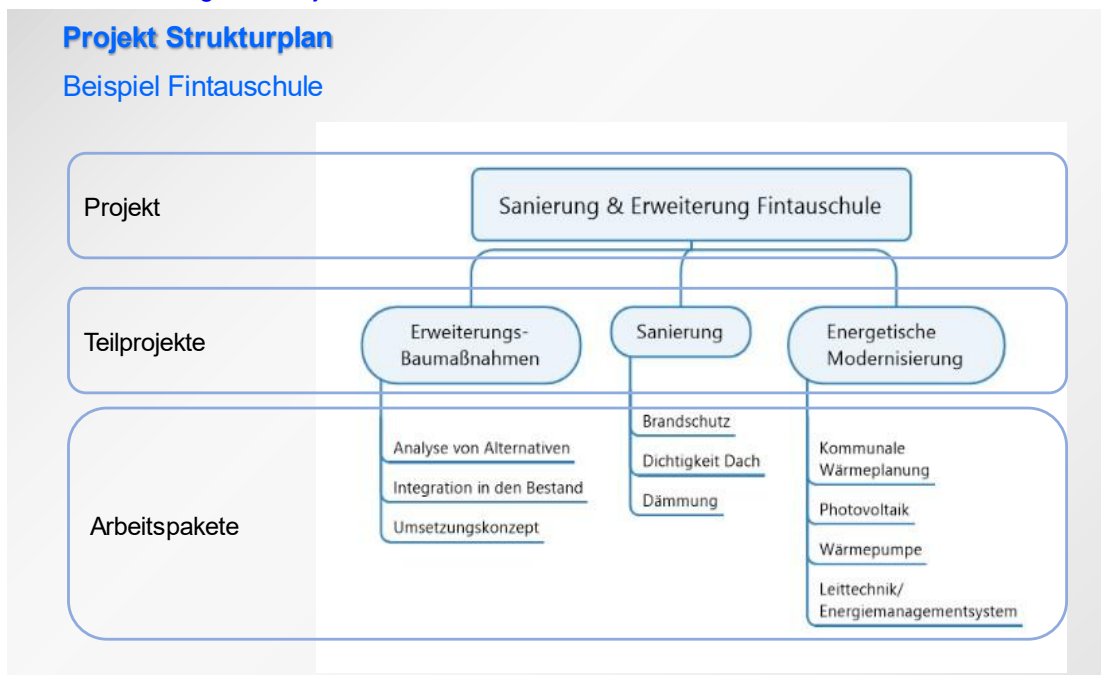 Projekt Strukturplan
Beispiel Fintauschule
Projekt
Sanierung & Erweiterung Fintauschule
Teilprojekte
Erweiterungs-
Baumaßnahmen
Sanierung
Energetische
Modernisierung
Arbeitspakete
Analyse von Alternativen
Integration in den Bestand
Umsetzungskonzept
Brandschutz
Dichtigkeit Dach
Dämmung
Kommunale
Wärmeplanung
Photovoltaik
Wärmepumpe
Leittechnik/
Energiemanagementsystem